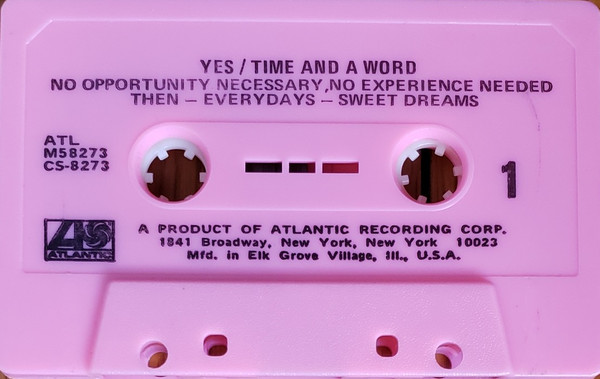 YES / TIME AND A WORD
NO OPPORTUNITY NECESSARY,NO EXPERIENCE NEEDED
THEN – EVERYDAYS – SWEET DREAMS
ATL
M58273
CS-8273
1
ATLANTIC
A PRODUCT OF ATLANTIC RECORDING CORP.
1841 Broadway, New York, New York 10023
Mfd. in Elk Grove Village, Ill., U.S.A.